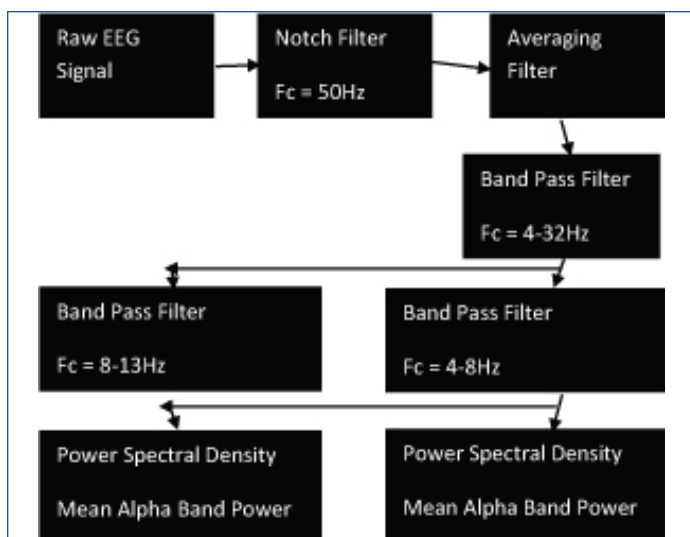 Raw EEG
Signal
Notch Filter
Fc = 50Hz
Averaging
Filter
Band Pass Filter
Fc = 4-32Hz
Band Pass Filter
Fc = 8-13Hz
Band Pass Filter
Fc = 4-8Hz
Power Spectral Density
Mean Alpha Band Power
Power Spectral Density
Mean Alpha Band Power